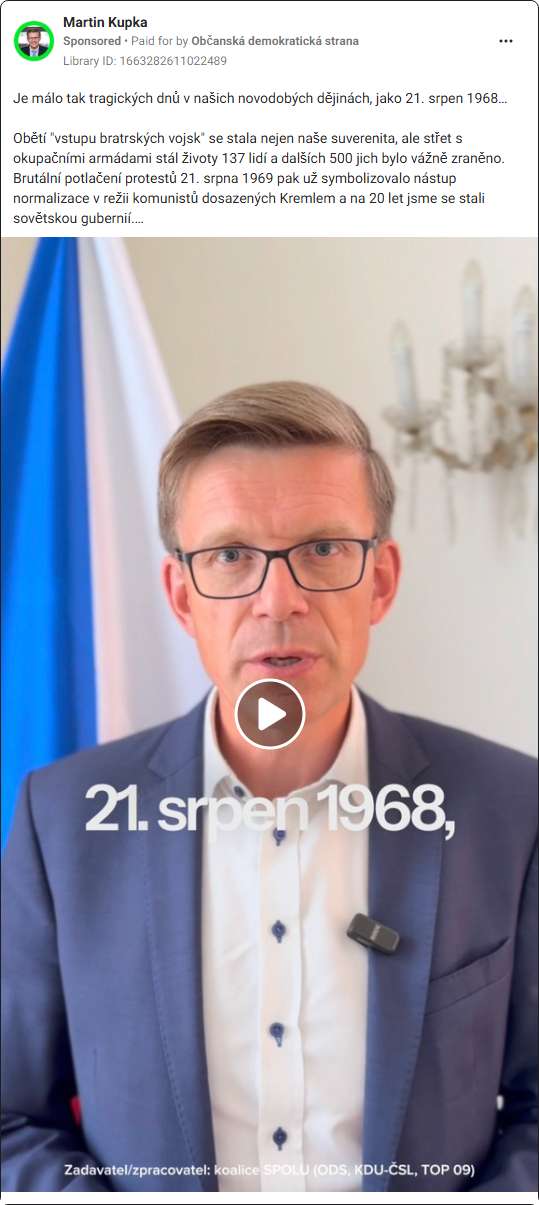 Martin Kupka
Sponsored • Paid for by Občanská demokratická strana
Library ID: 1663282611022489
Je málo tak tragických dnů v našich novodobých dějinách, jako 21. srpen 1968…
Obětí "vstupu bratrských vojsk" se stala nejen naše suverenita, ale střet s
okupačními armádami stál životy 137 lidí a dalších 500 jich bylo vážně zraněno.
Brutální potlačení protestů 21. srpna 1969 pak už symbolizovalo nástup
normalizace v režii komunistů dosazených Kremlem a na 20 let jsme se stali
sovětskou gubernií.…
21. srpen 1968,
Zadavatel/zpracovatel: koalice SPOLU (ODS, KDU-ČSL, TOP 09)